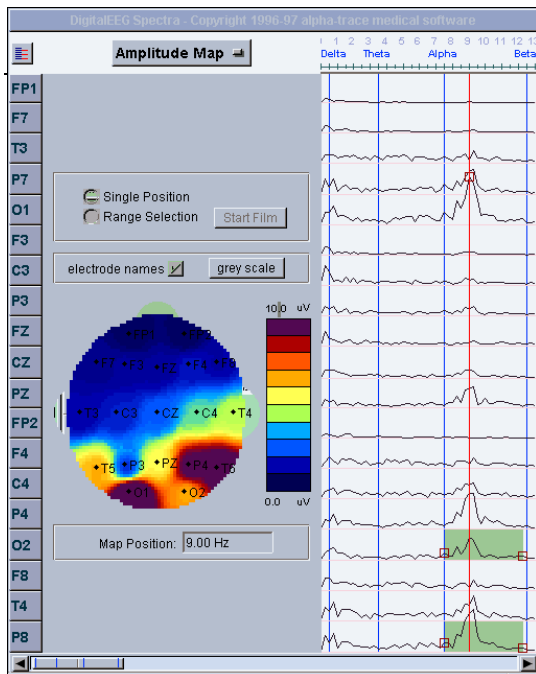 DigitalEEG Spectra - Copyright 1996-97 alpha-trace medical software
Amplitude Map
1 2 3 4 5 6 7 8 9 10 11 12 13
Delta Theta Alpha Beta
FP1
F7
T3
P7
O1
F3
C3
P3
FZ
CZ
PZ
FP2
F4
C4
P4
O2
F8
T4
P8
Single Position
Range Selection Start Film
electrode names grey scale
10.0 uV
FP1
F7 F3 FZ F4 F8
T3 C3 CZ C4 T4
T5 P3 PZ P4 T6
O1 O2
0.0 uV
Map Position: 9.00 Hz